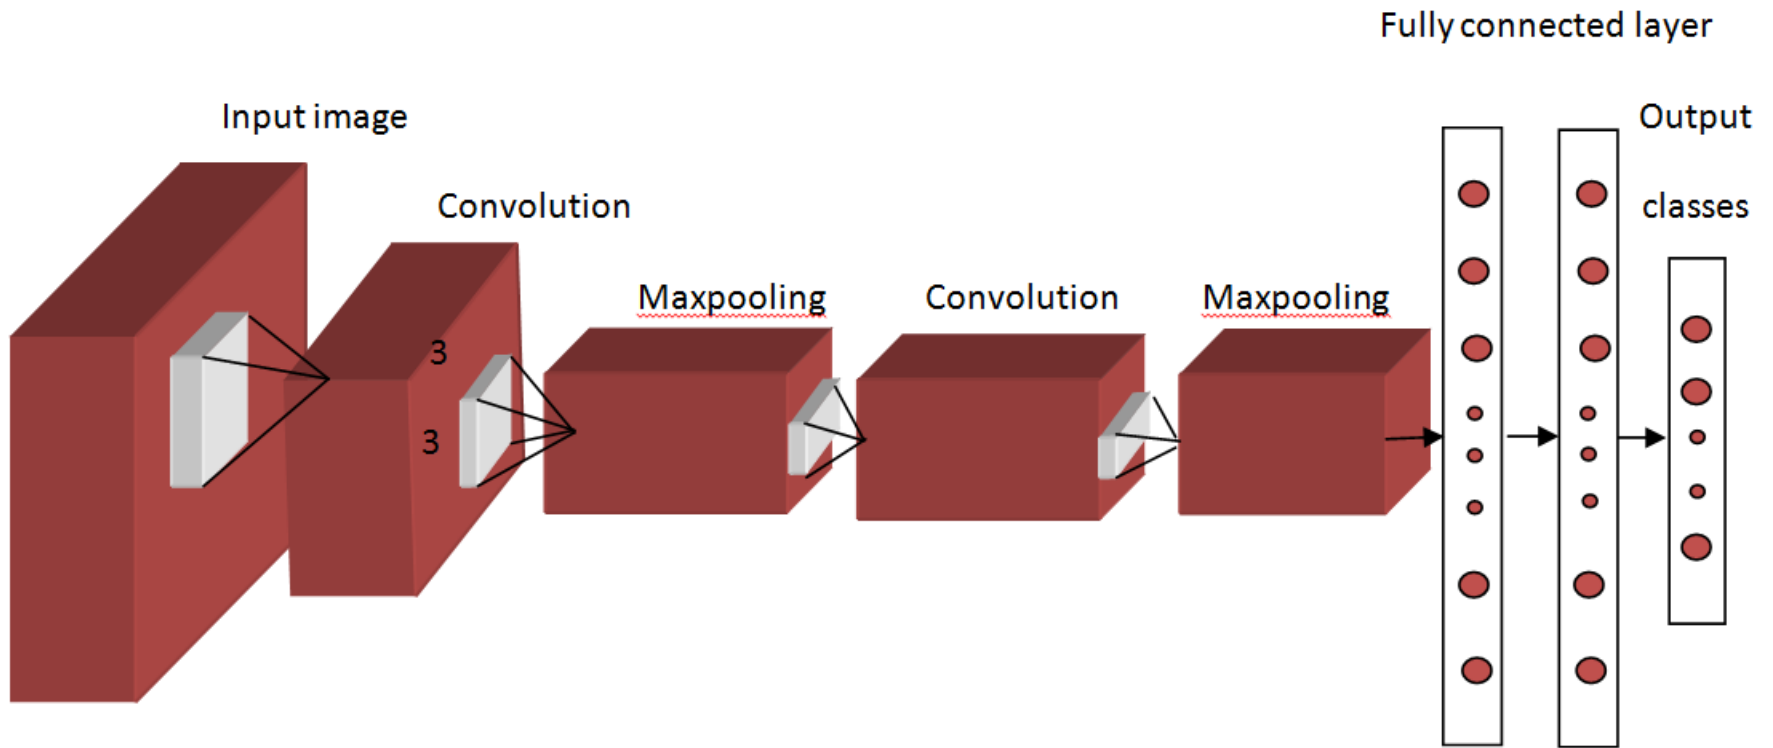 Fully connected layer
Input image
Output
classes
Convolution
Maxpooling
Convolution
Maxpooling
3
3